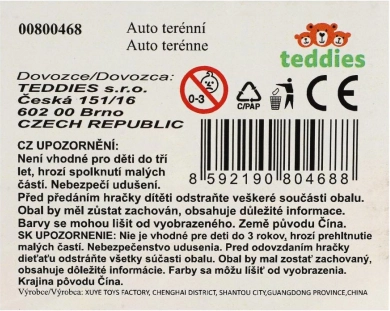 00800468
Auto terénní
Auto terénne
teddies
Dovozce/Dovozca:
TEDDIES s.r.o.
Česká 151/16
602 00 Brno
CZECH REPUBLIC
0-3
C/PAP
CE
8 592190 804688
CZ UPOZORNĚNÍ:
Není vhodné pro děti do tří
let, hrozí spolknutí malých
částí. Nebezpečí udušení.
Před předáním hračky dítěti odstraňte veškeré součásti obalu.
Obal by měl zůstat zachován, obsahuje důležité informace.
Barvy se mohou lišit od vyobrazeného. Země původu Čína.
SK UPOZORNENIE: Nie je vhodné pre deti do 3 rokov, hrozí prehltnutie
malých častí. Nebezpečenstvo udusenia. Pred odovzdaním hračky
dieťaťu odstráňte všetky súčasti obalu. Obal by mal zostať zachovaný,
obsahuje dôležité informácie. Farby sa môžu líšiť od vyobrazenia.
Krajina pôvodu Čína.
Výrobce/Výrobca: XUYE TOYS FACTORY, CHENGHAI DISTRICT, SHANTOU CITY,GUANGDONG PROVINCE,CHINA